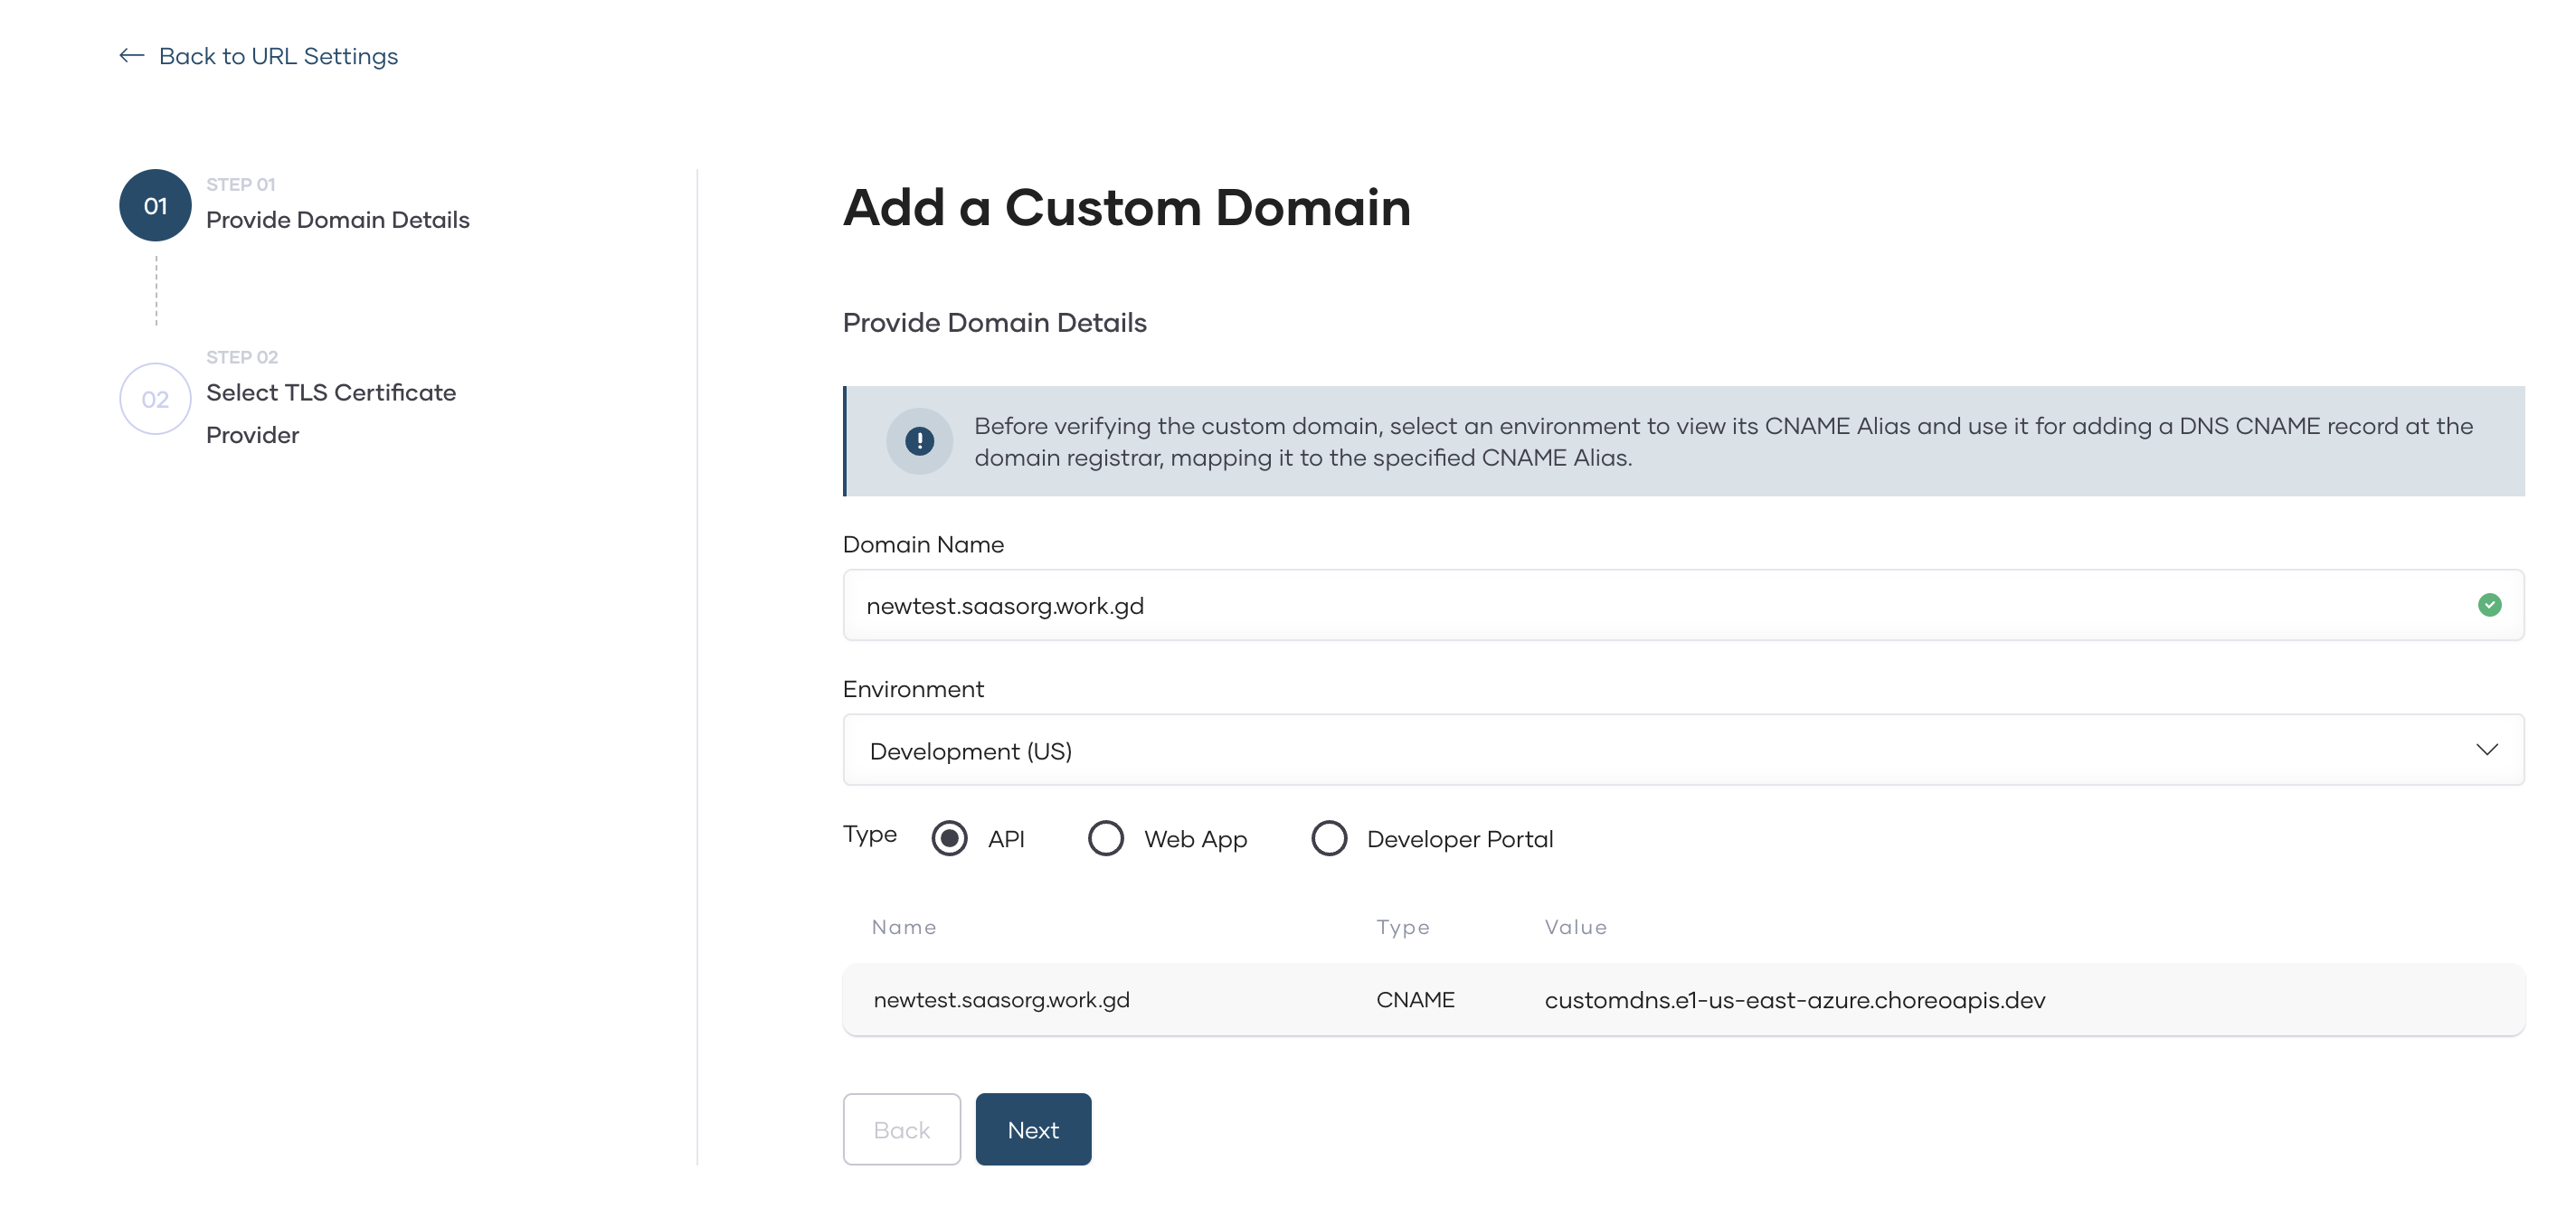 Back to URL Settings
01
STEP 01
Provide Domain Details
02
STEP 02
Select TLS Certificate
Provider
Add a Custom Domain
Provide Domain Details
Before verifying the custom domain, select an environment to view its CNAME Alias and use it for adding a DNS CNAME record at the
domain registrar, mapping it to the specified CNAME Alias.
Domain Name
newtest.saasorg.work.gd
Environment
Development (US)
Type API Web App Developer Portal
Name Type Value
newtest.saasorg.work.gd CNAME customdns.e1-us-east-azure.choreoapis.dev
Back Next